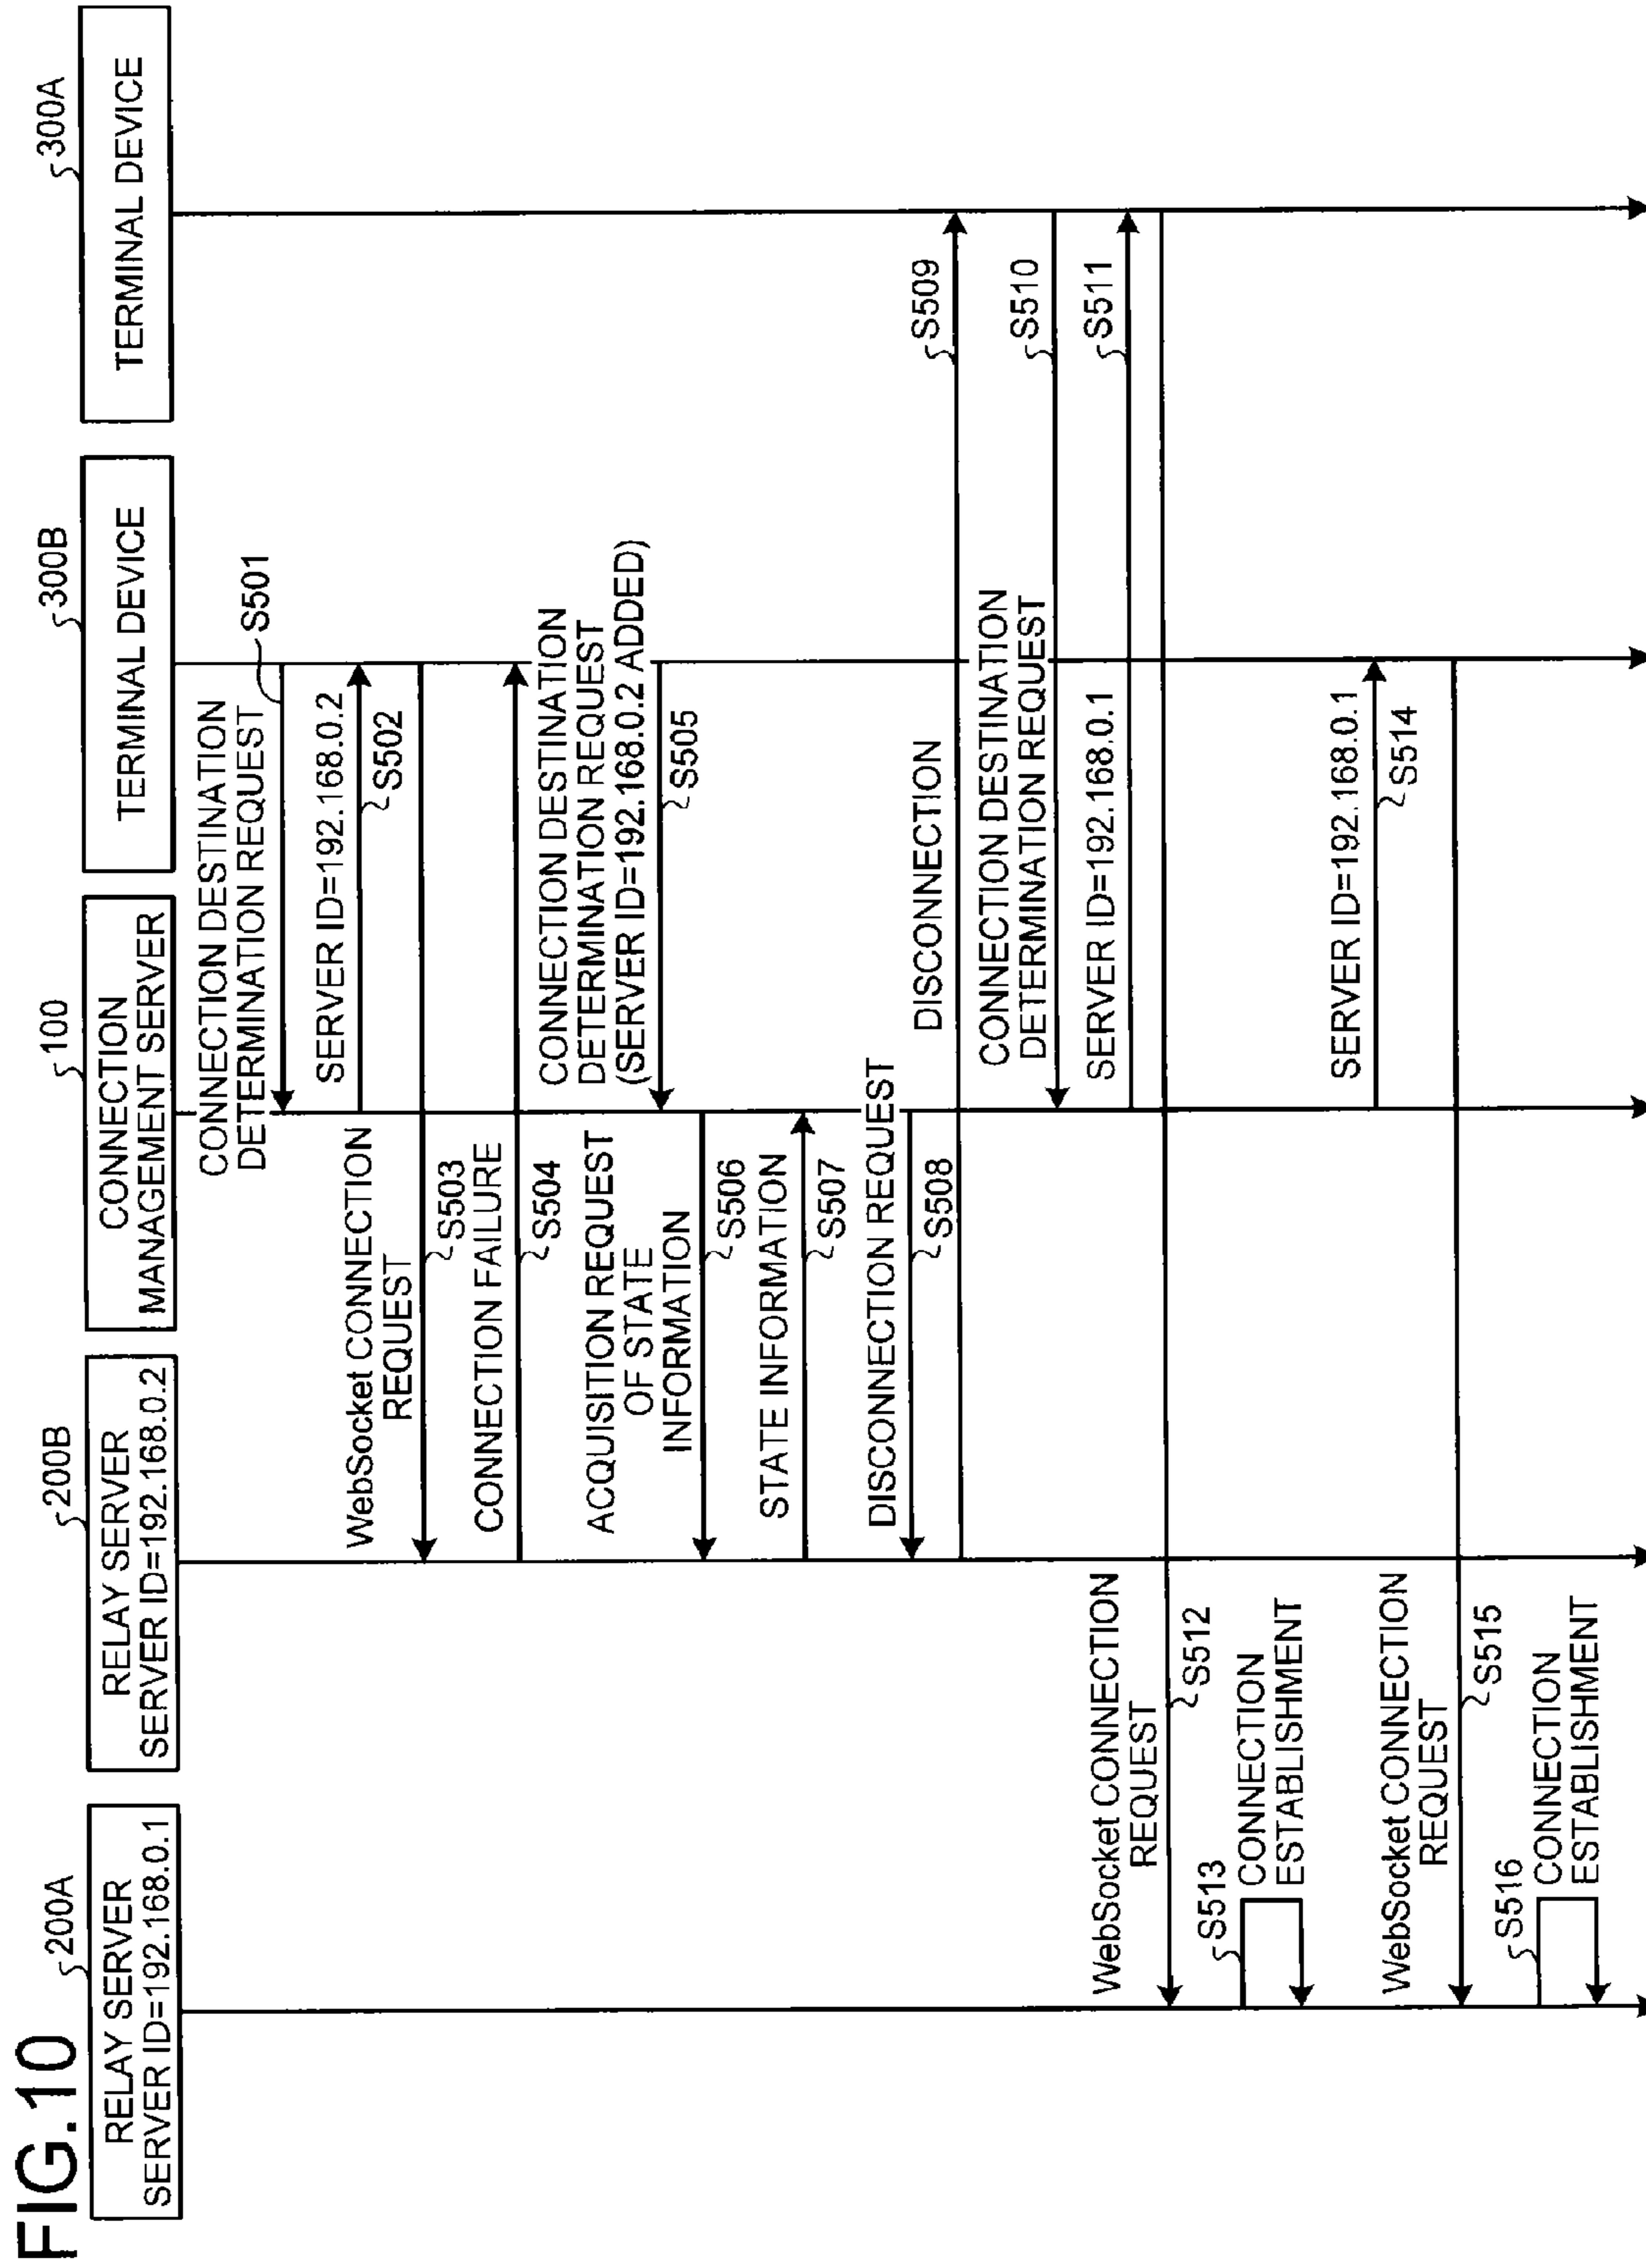 FIG.10
200A
RELAY SERVER
SERVER ID=192.168.0.1
200B
RELAY SERVER
SERVER ID=192.168.0.2
100
CONNECTION
MANAGEMENT SERVER
300B
TERMINAL DEVICE
300A
TERMINAL DEVICE
CONNECTION DESTINATION
DETERMINATION REQUEST
S501
SERVER ID=192.168.0.2
S502
WebSocket CONNECTION
REQUEST
S503
CONNECTION FAILURE
S504
CONNECTION DESTINATION
DETERMINATION REQUEST
(SERVER ID=192.168.0.2 ADDED)
S505
ACQUISITION REQUEST
OF STATE
INFORMATION
S506
STATE INFORMATION
S507
DISCONNECTION REQUEST
S508
DISCONNECTION
S509
CONNECTION DESTINATION
DETERMINATION REQUEST
S510
SERVER ID=192.168.0.1
S511
WebSocket CONNECTION
REQUEST
S512
S513
CONNECTION
ESTABLISHMENT
SERVER ID=192.168.0.1
S514
WebSocket CONNECTION
REQUEST
S515
S516
CONNECTION
ESTABLISHMENT